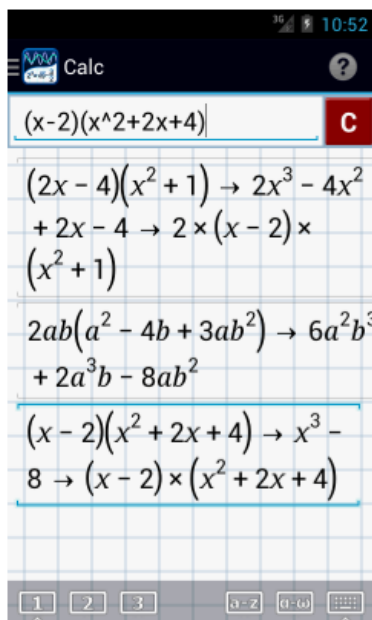 3G 10:52
Calc ?
(x-2)(x^2+2x+4) C
(2x − 4)(x² + 1) → 2x³ − 4x²
+ 2x − 4 → 2 × (x − 2) ×
(x² + 1)
2ab(a² − 4b + 3ab²) → 6a²b³
+ 2a³b − 8ab²
(x − 2)(x² + 2x + 4) → x³ −
8 → (x − 2) × (x² + 2x + 4)
1 2 3 a-z α-ω